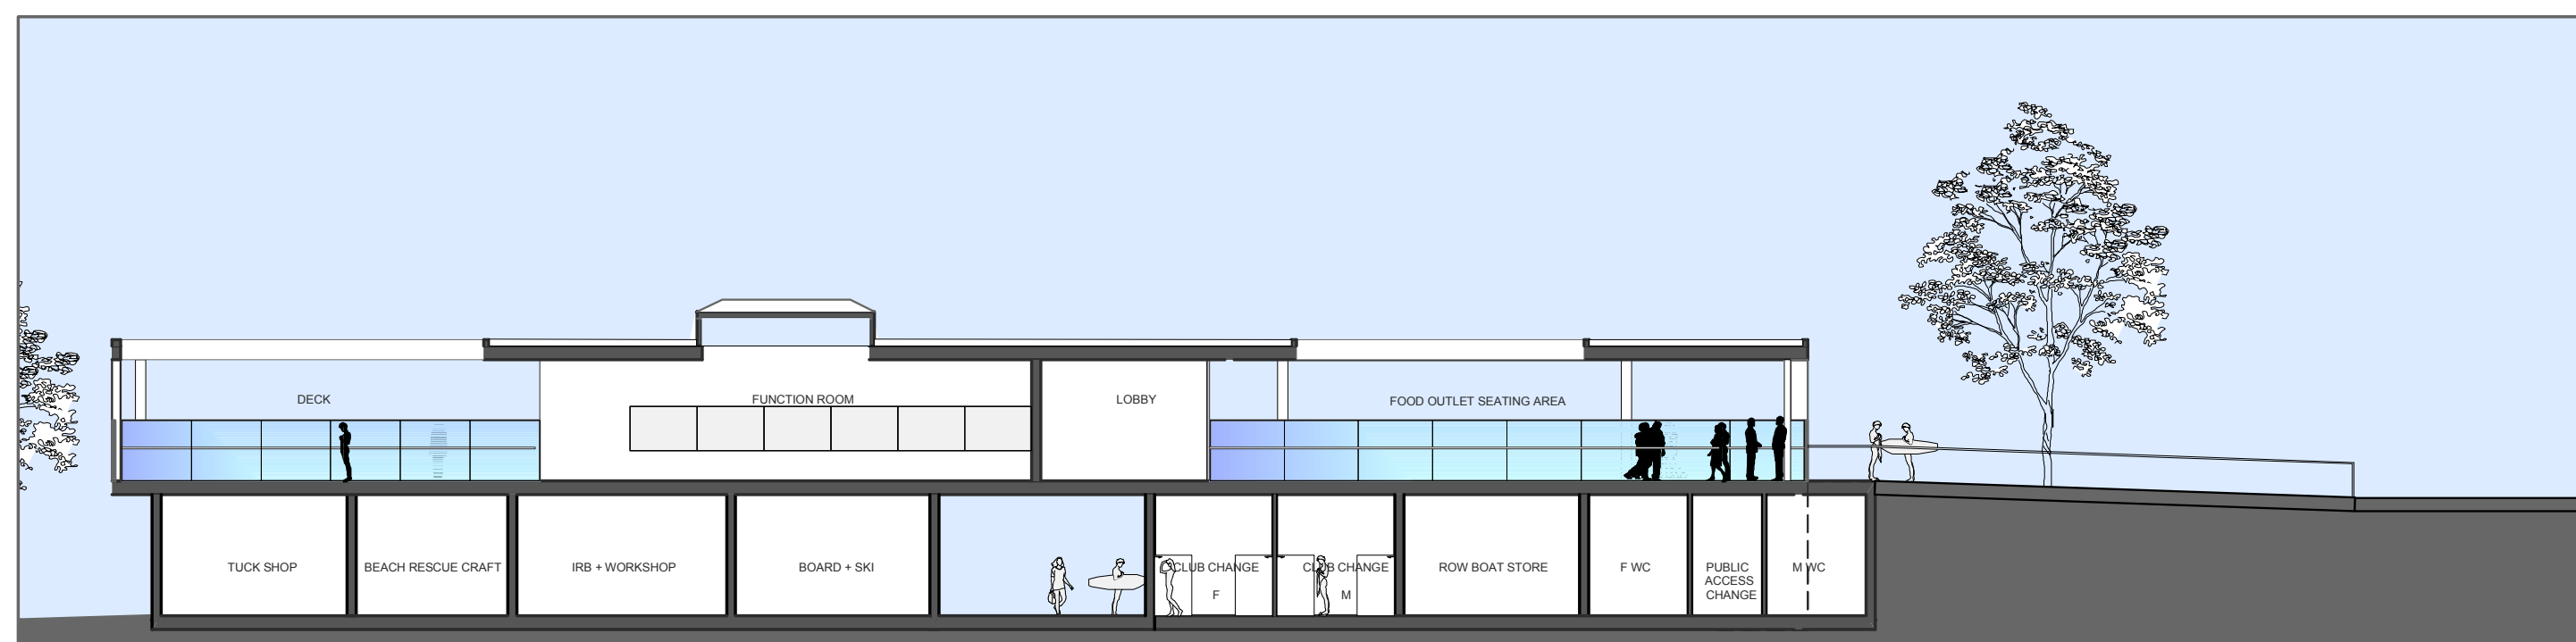 DECK
FUNCTION ROOM
LOBBY
FOOD OUTLET SEATING AREA
TUCK SHOP
BEACH RESCUE CRAFT
IRB + WORKSHOP
BOARD + SKI
CLUB CHANGE
F
CLUB CHANGE
M
ROW BOAT STORE
F WC
PUBLIC
ACCESS
CHANGE
M WC